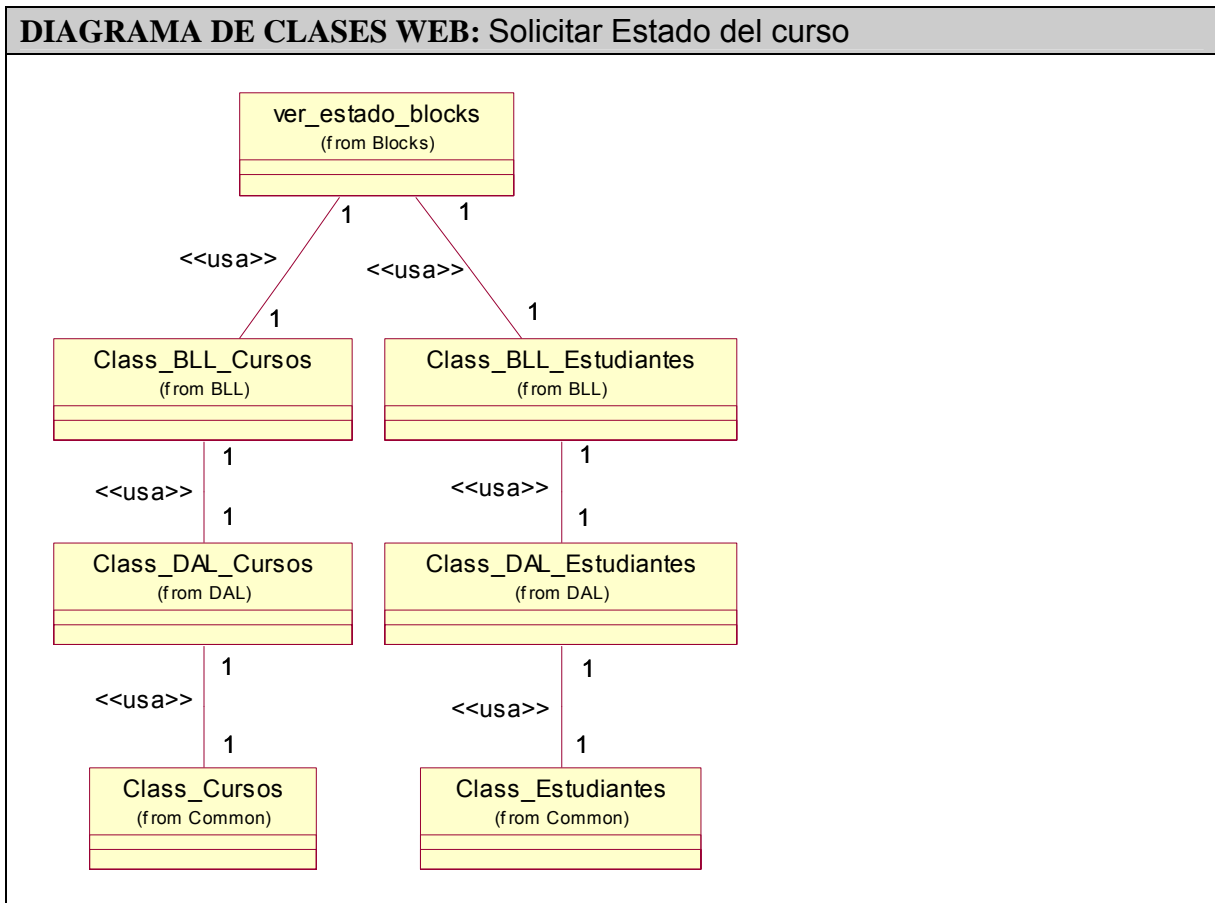 DIAGRAMA DE CLASES WEB: Solicitar Estado del curso
ver_estado_blocks
(from Blocks)
1
1
<<usa>>
<<usa>>
1
1
Class_BLL_Cursos
(from BLL)
Class_BLL_Estudiantes
(from BLL)
1
1
<<usa>>
<<usa>>
1
1
Class_DAL_Cursos
(from DAL)
Class_DAL_Estudiantes
(from DAL)
1
1
<<usa>>
<<usa>>
1
1
Class_Cursos
(from Common)
Class_Estudiantes
(from Common)